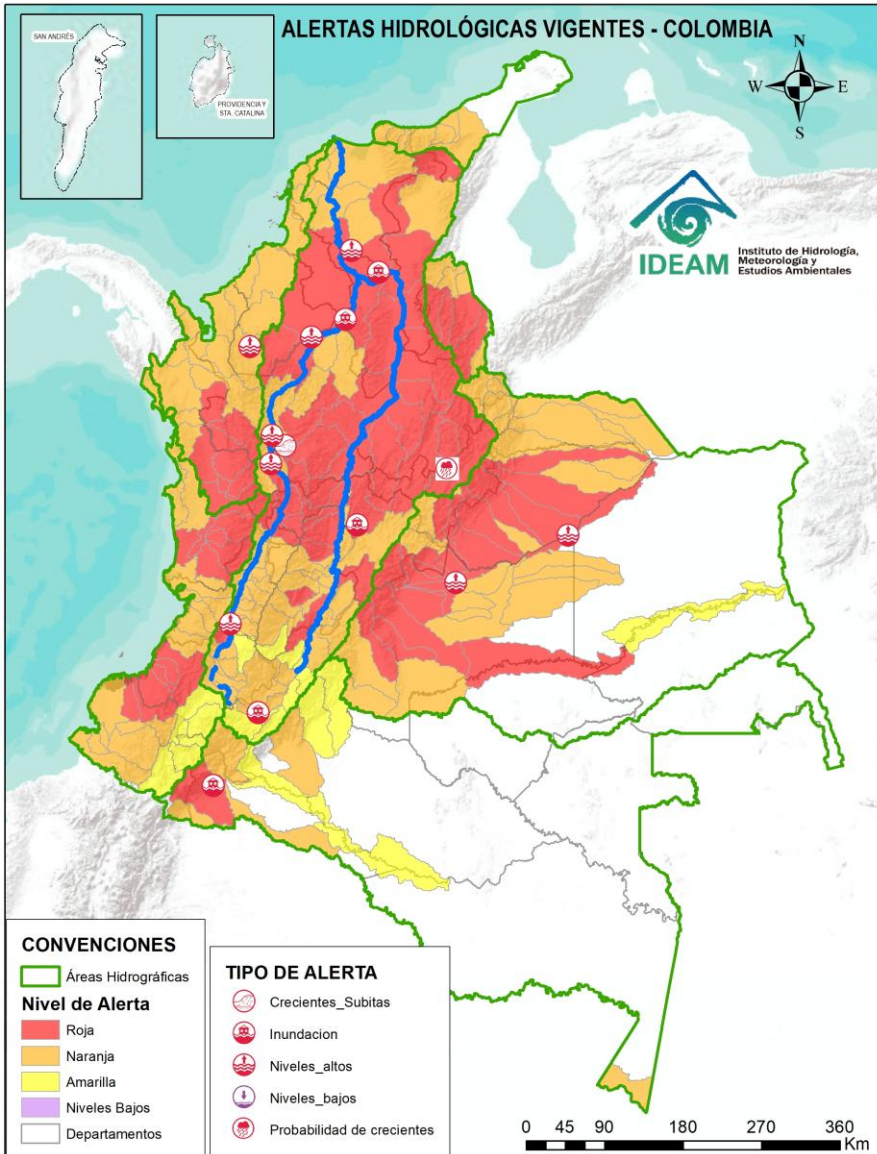 ALERTAS HIDROLÓGICAS VIGENTES - COLOMBIA
SAN ANDRÉS
PROVIDENCIA Y
STA. CATALINA
N
W
E
S
IDEAM
Instituto de Hidrología,
Meteorología y
Estudios Ambientales
CONVENCIONES
Áreas Hidrográficas
Nivel de Alerta
Roja
Naranja
Amarilla
Niveles Bajos
Departamentos
TIPO DE ALERTA
Crecientes_Subitas
Inundacion
Niveles_altos
Niveles_bajos
Probabilidad de crecientes
0 45 90 180 270 360
Km